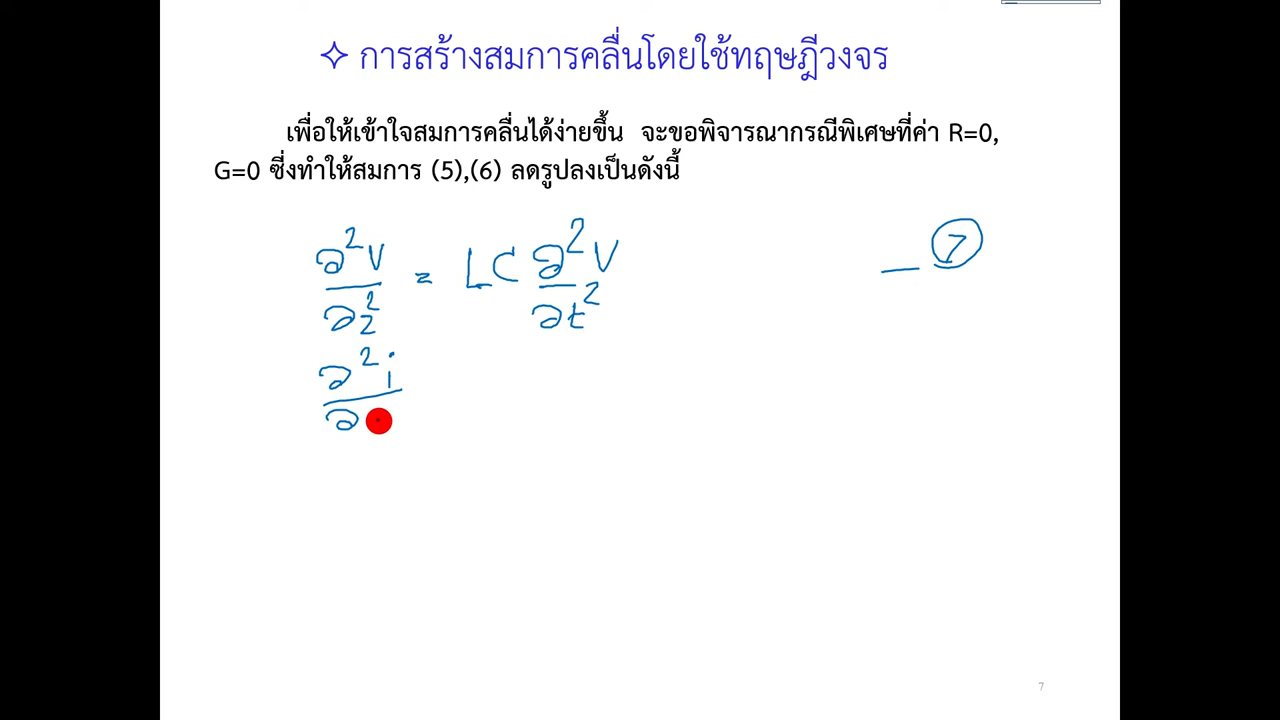 ✧ การสร้างสมการคลื่นโดยใช้ทฤษฎีวงจร
เพื่อให้เข้าใจสมการคลื่นได้ง่ายขึ้น จะขอพิจารณากรณีพิเศษที่ค่า R=0,
G=0 ซึ่งทำให้สมการ (5),(6) ลดรูปลงเป็นดังนี้
∂²V/∂z² = LC ∂²V/∂t² — ⑦
∂²i/∂
7